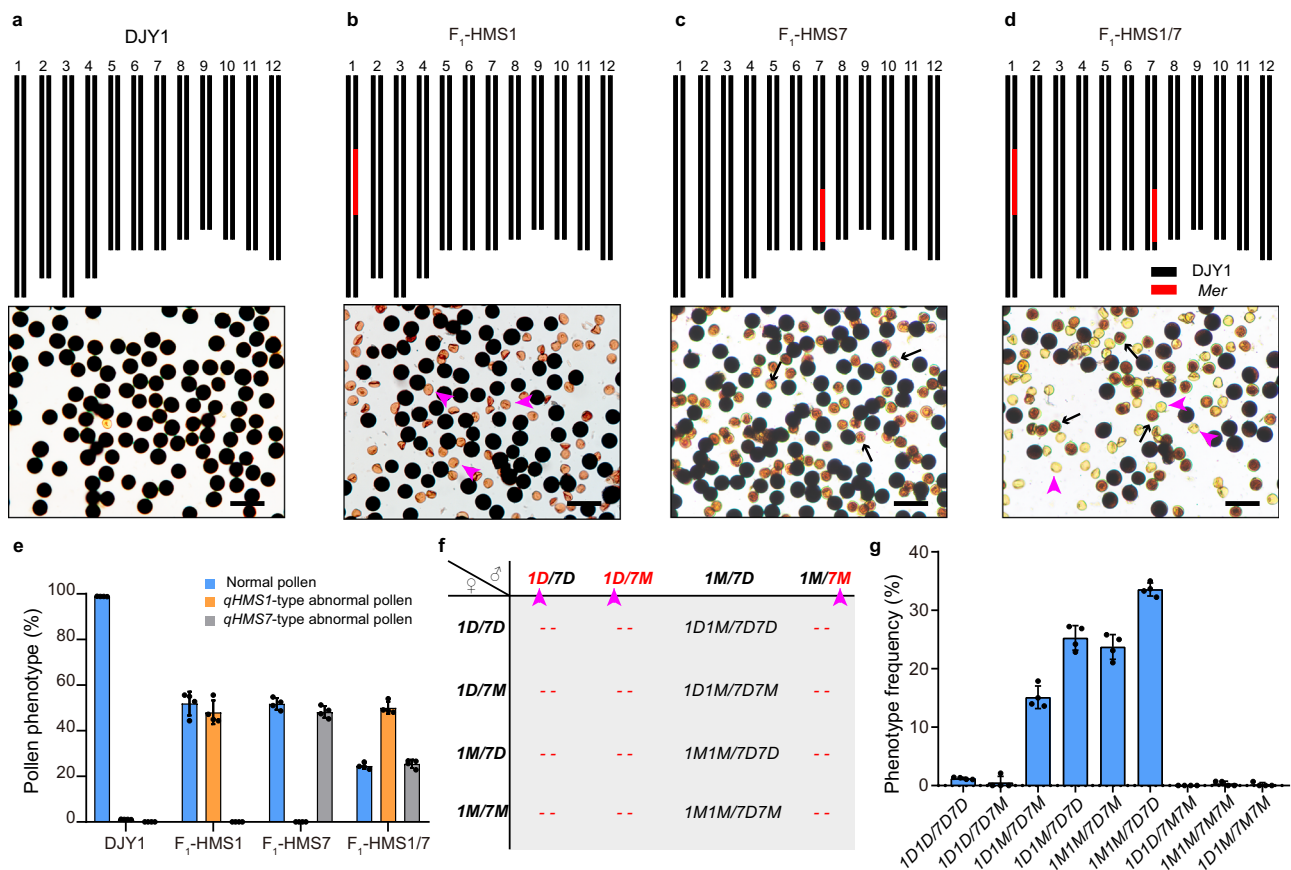 a
DJY1
1 2 3 4 5 6 7 8 9 10 11 12
b
F1-HMS1
1 2 3 4 5 6 7 8 9 10 11 12
c
F1-HMS7
1 2 3 4 5 6 7 8 9 10 11 12
d
F1-HMS1/7
1 2 3 4 5 6 7 8 9 10 11 12
DJY1
Mer
e
Pollen phenotype (%)
100
80
60
40
20
0
Normal pollen
qHMS1-type abnormal pollen
qHMS7-type abnormal pollen
DJY1 F1-HMS1 F1-HMS7 F1-HMS1/7
f
♀ ♂ 1D/7D 1D/7M 1M/7D 1M/7M
1D/7D -- -- 1D1M/7D7D --
1D/7M -- -- 1D1M/7D7M --
1M/7D -- -- 1M1M/7D7D --
1M/7M -- -- 1M1M/7D7M --
g
Phenotype frequency (%)
40
30
20
10
0
1D1D/7D7D 1D1D/7D7M 1D1M/7D7M 1D1M/7D7D 1M1M/7D7M 1M1M/7D7D 1D1D/7M7M 1M1M/7M7M 1D1M/7M7M